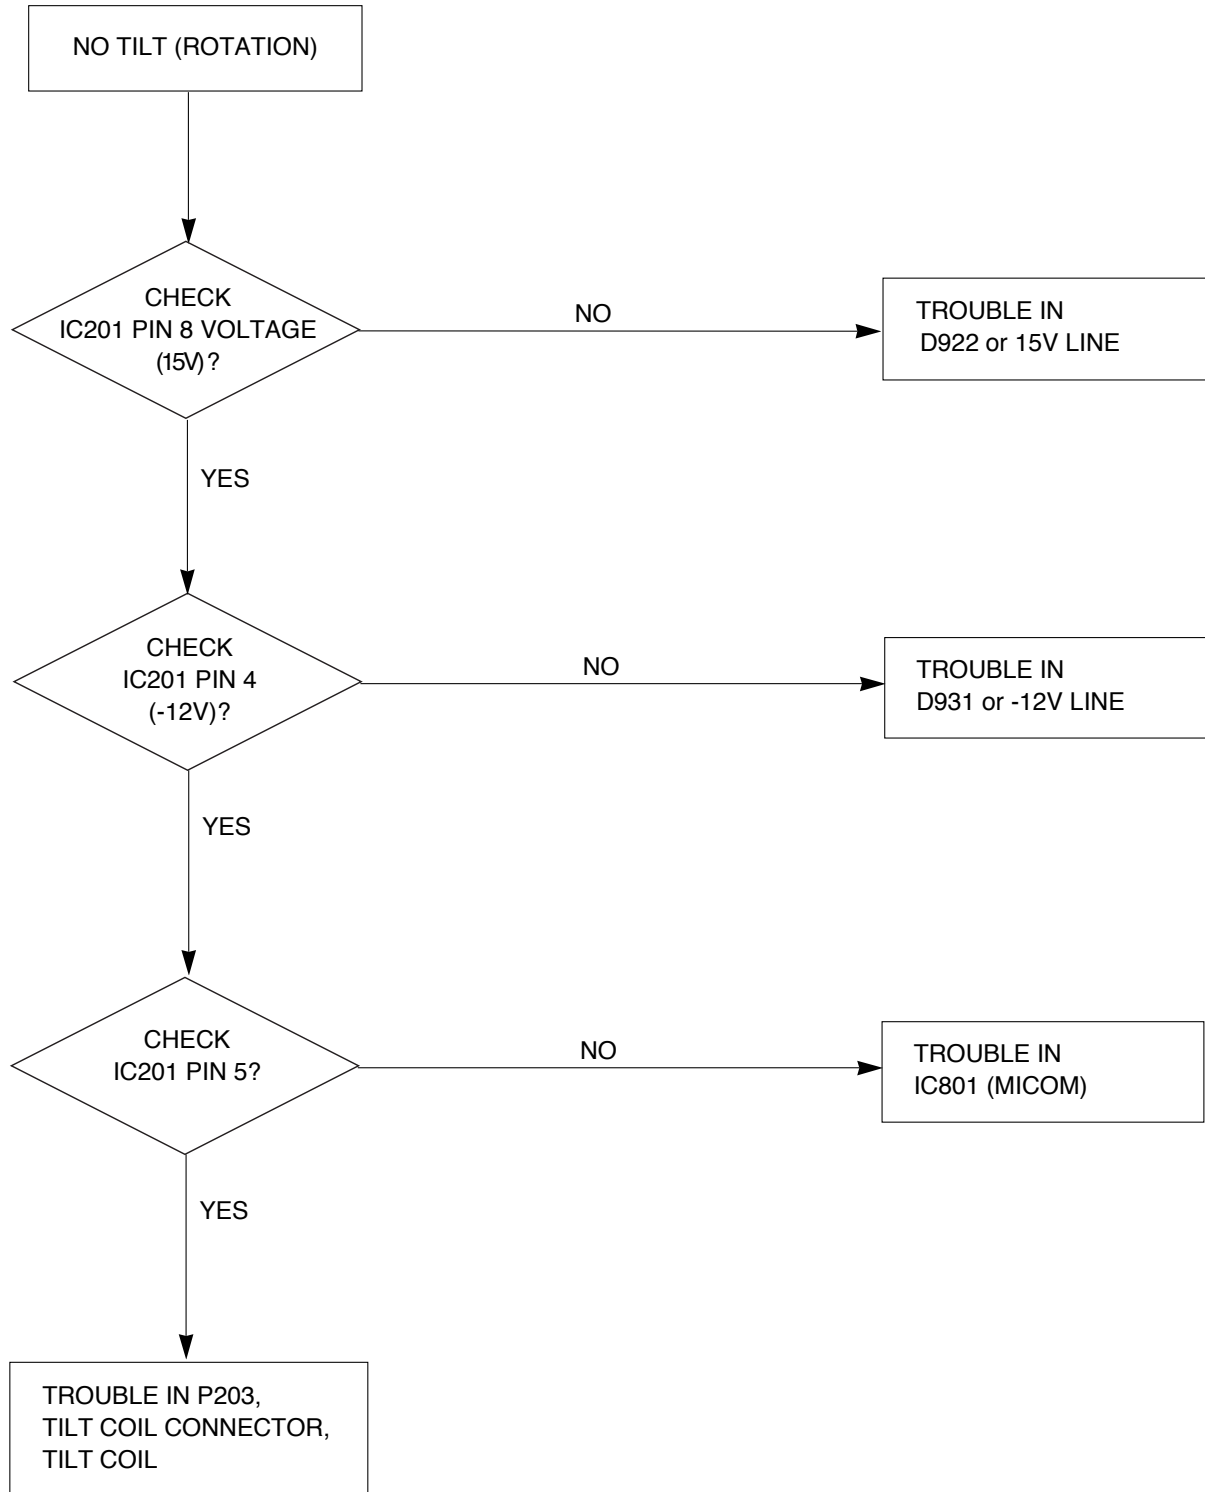 NO TILT (ROTATION)
CHECK
IC201 PIN 8 VOLTAGE
(15V)?
NO
TROUBLE IN
D922 or 15V LINE
YES
CHECK
IC201 PIN 4
(-12V)?
NO
TROUBLE IN
D931 or -12V LINE
YES
CHECK
IC201 PIN 5?
NO
TROUBLE IN
IC801 (MICOM)
YES
TROUBLE IN P203,
TILT COIL CONNECTOR,
TILT COIL